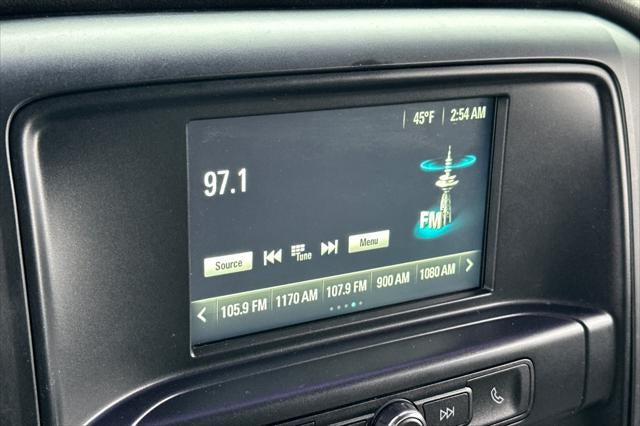 45°F 2:54 AM
97.1
FM
Source Tune Menu
105.9 FM 1170 AM 107.9 FM 900 AM 1080 AM